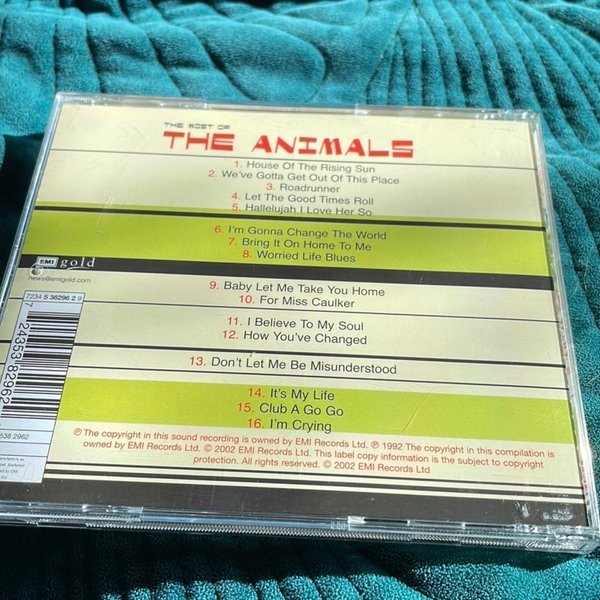 THE MOST OF
THE ANIMALS
1. House Of The Rising Sun
2. We've Gotta Get Out Of This Place
3. Roadrunner
4. Let The Good Times Roll
5. Hallelujah I Love Her So
6. I'm Gonna Change The World
7. Bring It On Home To Me
8. Worried Life Blues
EMI gold
news@emigold.com
9. Baby Let Me Take You Home
10. For Miss Caulker
7234 5 38296 2 9
11. I Believe To My Soul
12. How You've Changed
13. Don't Let Me Be Misunderstood
14. It's My Life
15. Club A Go Go
16. I'm Crying
7 24353 82962
538 2962
℗ The copyright in this sound recording is owned by EMI Records Ltd. ℗ 1992 The copyright in this compilation is
owned by EMI Records Ltd. © 2002 EMI Records Ltd. This label copy information is the subject to copyright
protection. All rights reserved. © 2002 EMI Records Ltd